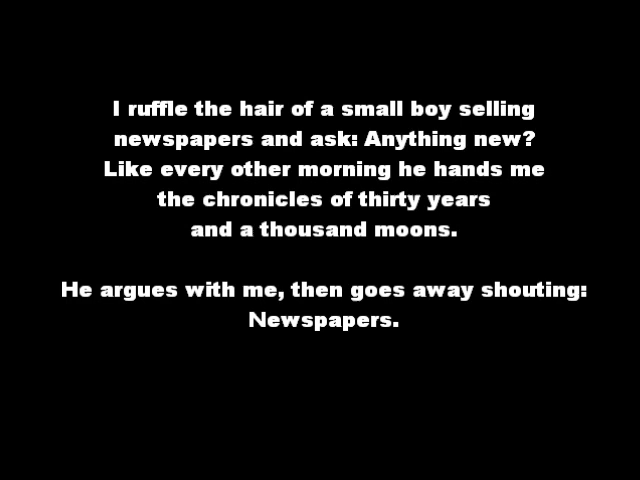 I ruffle the hair of a small boy selling
newspapers and ask: Anything new?
Like every other morning he hands me
the chronicles of thirty years
and a thousand moons.
He argues with me, then goes away shouting:
Newspapers.